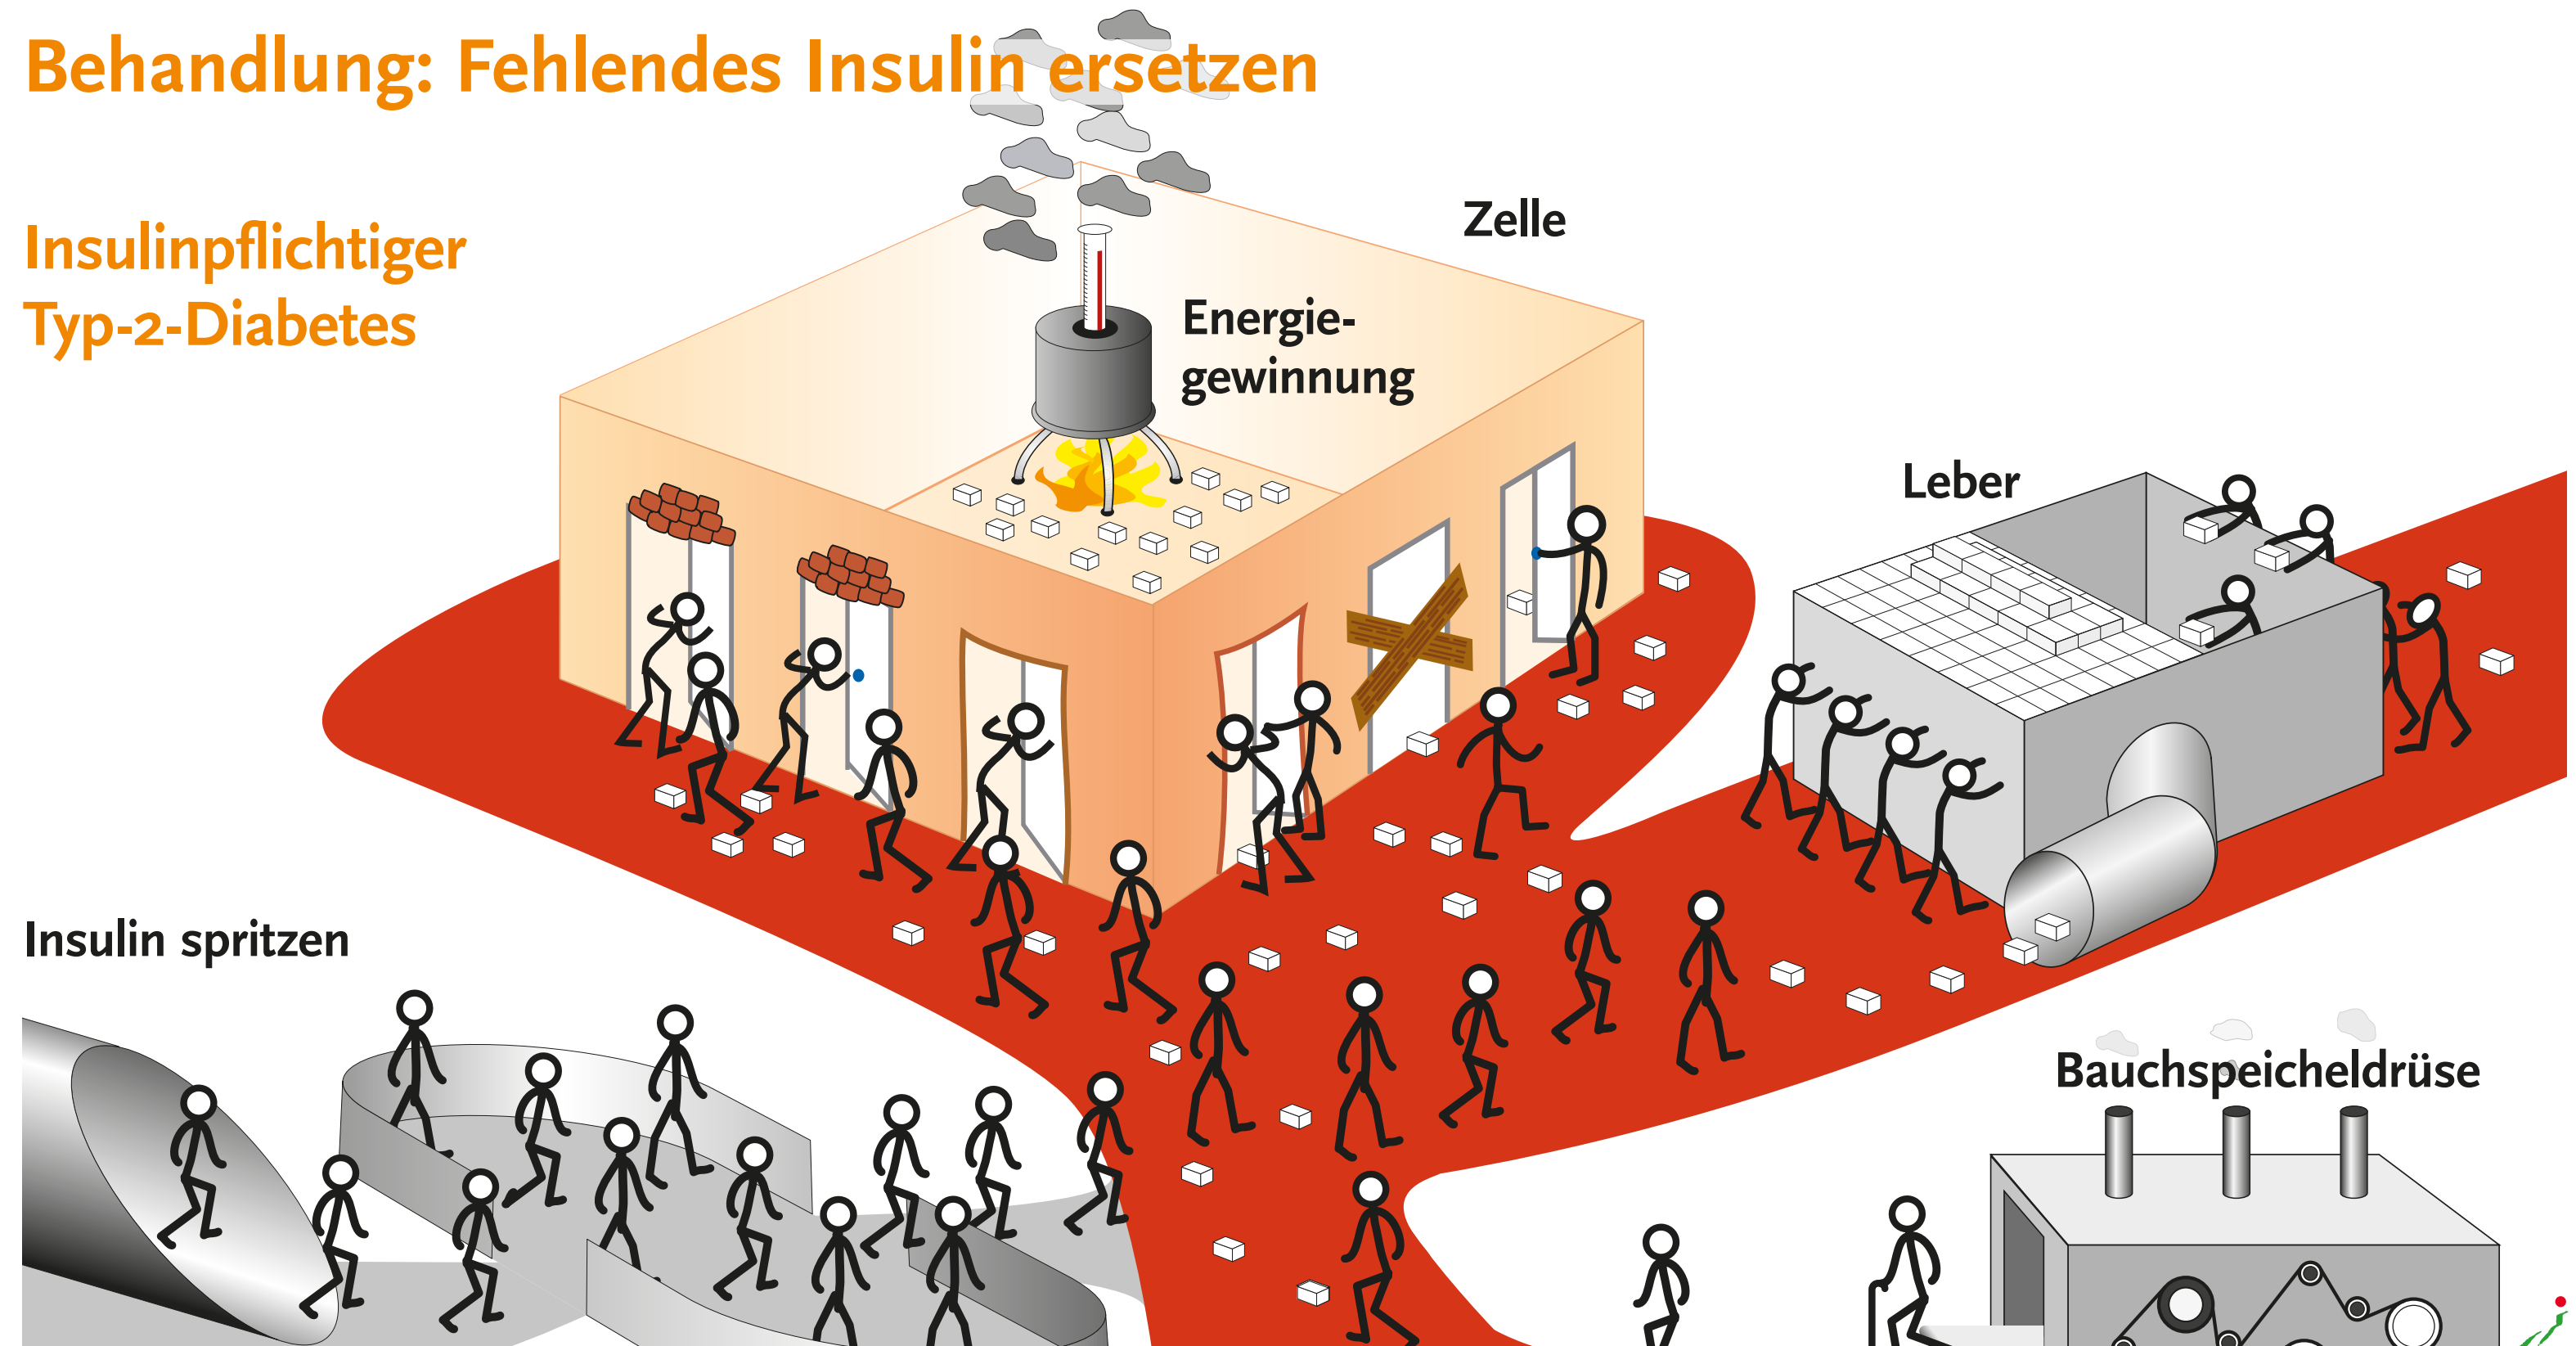 Behandlung: Fehlendes Insulin ersetzen
Insulinpflichtiger
Typ-2-Diabetes
Zelle
Energie-
gewinnung
Leber
Insulin spritzen
Bauchspeicheldrüse